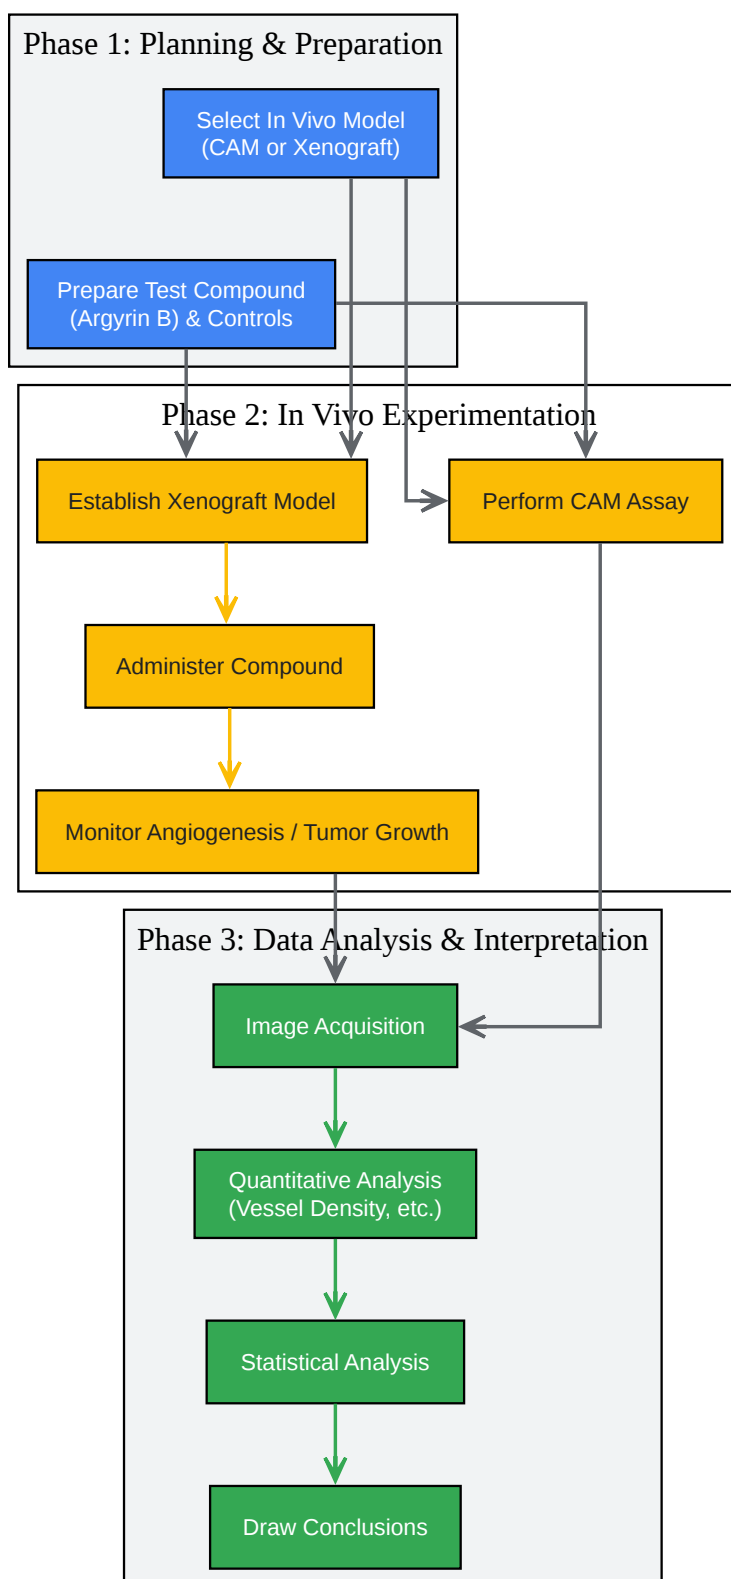 Phase 1: Planning & Preparation
Select In Vivo Model
(CAM or Xenograft)
Prepare Test Compound
(Argyrin B) & Controls
Phase 2: In Vivo Experimentation
Establish Xenograft Model
Perform CAM Assay
Administer Compound
Monitor Angiogenesis / Tumor Growth
Phase 3: Data Analysis & Interpretation
Image Acquisition
Quantitative Analysis
(Vessel Density, etc.)
Statistical Analysis
Draw Conclusions